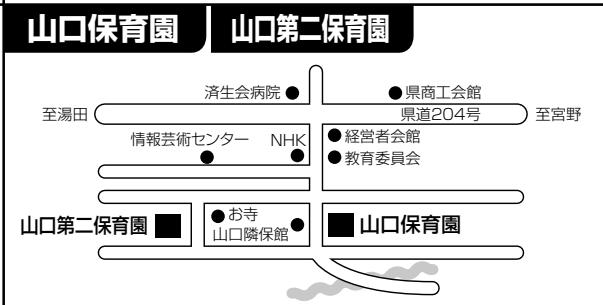 山口保育園
山口第二保育園
済生会病院
県商工会館
至湯田
県道204号
至宮野
情報芸術センター
NHK
経営者会館
教育委員会
山口第二保育園
お寺
山口隣保館
山口保育園